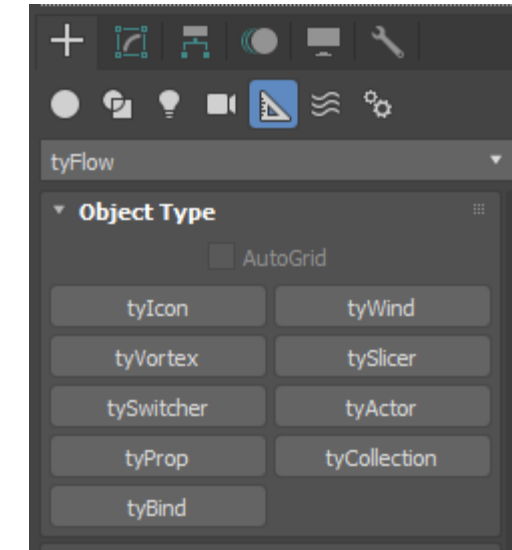 tyFlow
Object Type
AutoGrid
tyIcon tyWind
tyVortex tySlicer
tySwitcher tyActor
tyProp tyCollection
tyBind